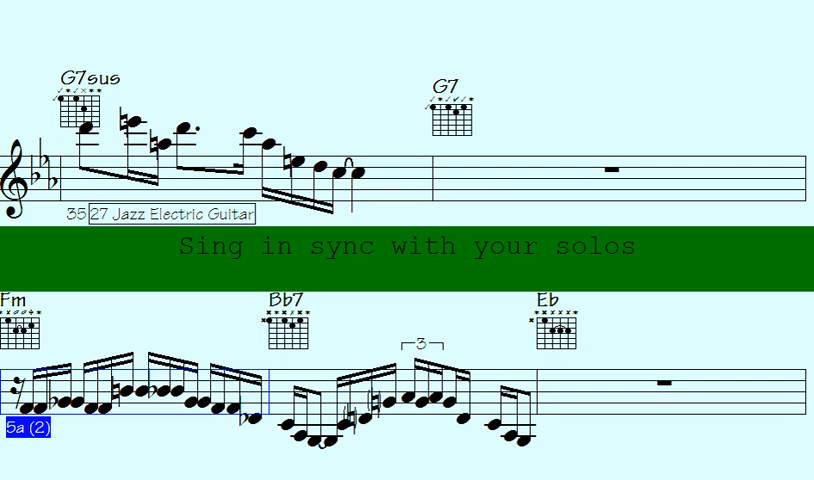 G7sus G7
35 27 Jazz Electric Guitar
Sing in sync with your solos
Fm Bb7 Eb
3
5a (2)